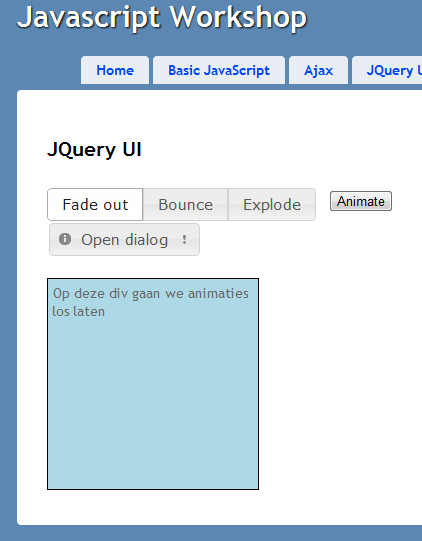 Javascript Workshop
Home Basic JavaScript Ajax JQuery U
JQuery UI
Fade out Bounce Explode Animate
Open dialog
Op deze div gaan we animaties
los laten